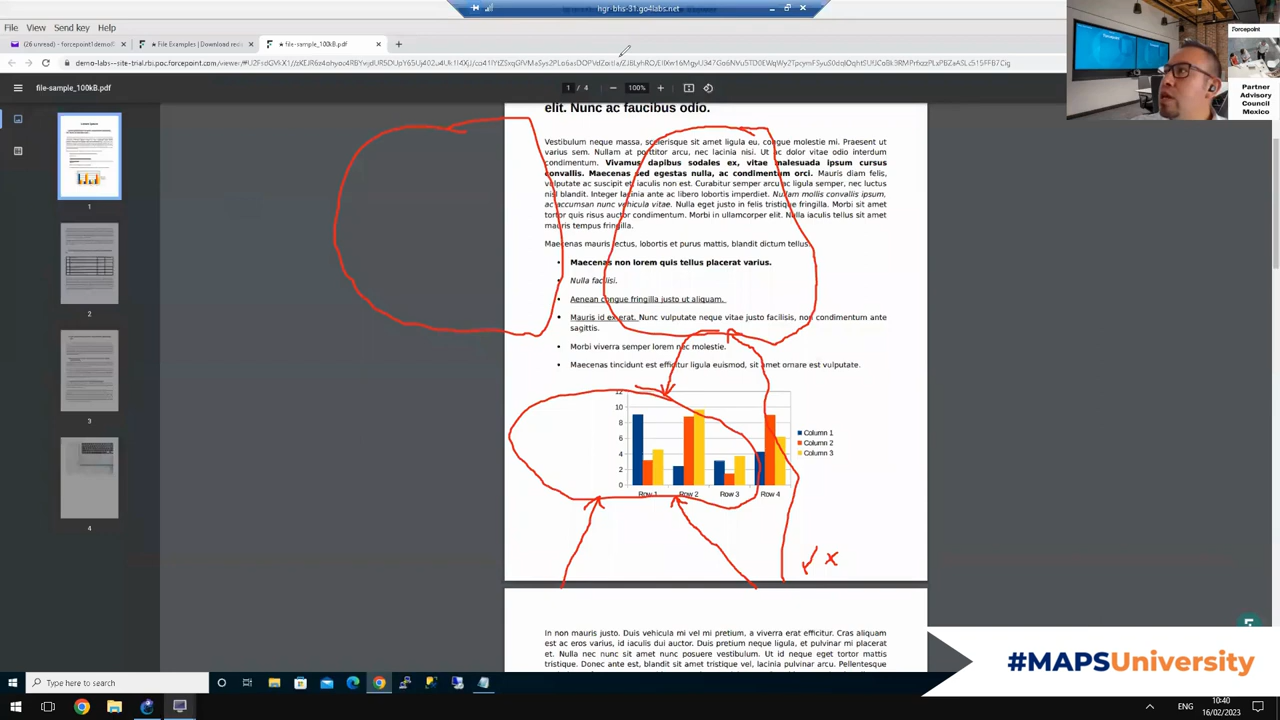 hgr-bhs-31.go4labs.net
File View Send key Help
(26 unread) - forcepoint1demo@
File Examples | Download re
file-sample_100kB.pdf
file-sample_100kB.pdf
1 / 4
100%
1
2
3
4
elit. Nunc ac faucibus odio.
Vestibulum neque massa, scelerisque sit amet ligula eu, congue molestie mi. Praesent ut
varius sem. Nullam at porttitor arcu, nec lacinia nisi. Ut ac dolor vitae odio interdum
condimentum. Vivamus dapibus sodales ex, vitae malesuada ipsum cursus
convallis. Maecenas sed egestas nulla, ac condimentum orci. Mauris diam felis,
vulputate ac suscipit et, iaculis non est. Curabitur semper arcu ac ligula semper, nec luctus
nisl blandit. Integer lacinia ante ac libero lobortis imperdiet. Nullam mollis convallis ipsum,
ac accumsan nunc vehicula vitae. Nulla eget justo in felis tristique fringilla. Morbi sit amet
tortor quis risus auctor condimentum. Morbi in ullamcorper elit. Nulla iaculis tellus sit amet
mauris tempus fringilla.
Maecenas mauris lectus, lobortis et purus mattis, blandit dictum tellus.
• Maecenas non lorem quis tellus placerat varius.
• Nulla facilisi.
• Aenean congue fringilla justo ut aliquam.
• Mauris id ex erat. Nunc vulputate neque vitae justo facilisis, non condimentum ante
sagittis.
• Morbi viverra semper lorem nec molestie.
• Maecenas tincidunt est efficitur ligula euismod, sit amet ornare est vulputate.
12
10
8
6
4
2
0
Row 1 Row 2 Row 3 Row 4
Column 1
Column 2
Column 3
In non mauris justo. Duis vehicula mi vel mi pretium, a viverra erat efficitur. Cras aliquam
est ac eros varius, id iaculis dui auctor. Duis pretium neque ligula, et pulvinar mi placerat
et. Nulla nec nunc sit amet nunc posuere vestibulum. Ut id neque eget tortor mattis
tristique. Donec ante est, blandit sit amet tristique vel, lacinia pulvinar arcu. Pellentesque
Forcepoint
Partner
Advisory
Council
Mexico
#MAPSUniversity
Type here to search
ENG
10:40
16/02/2023